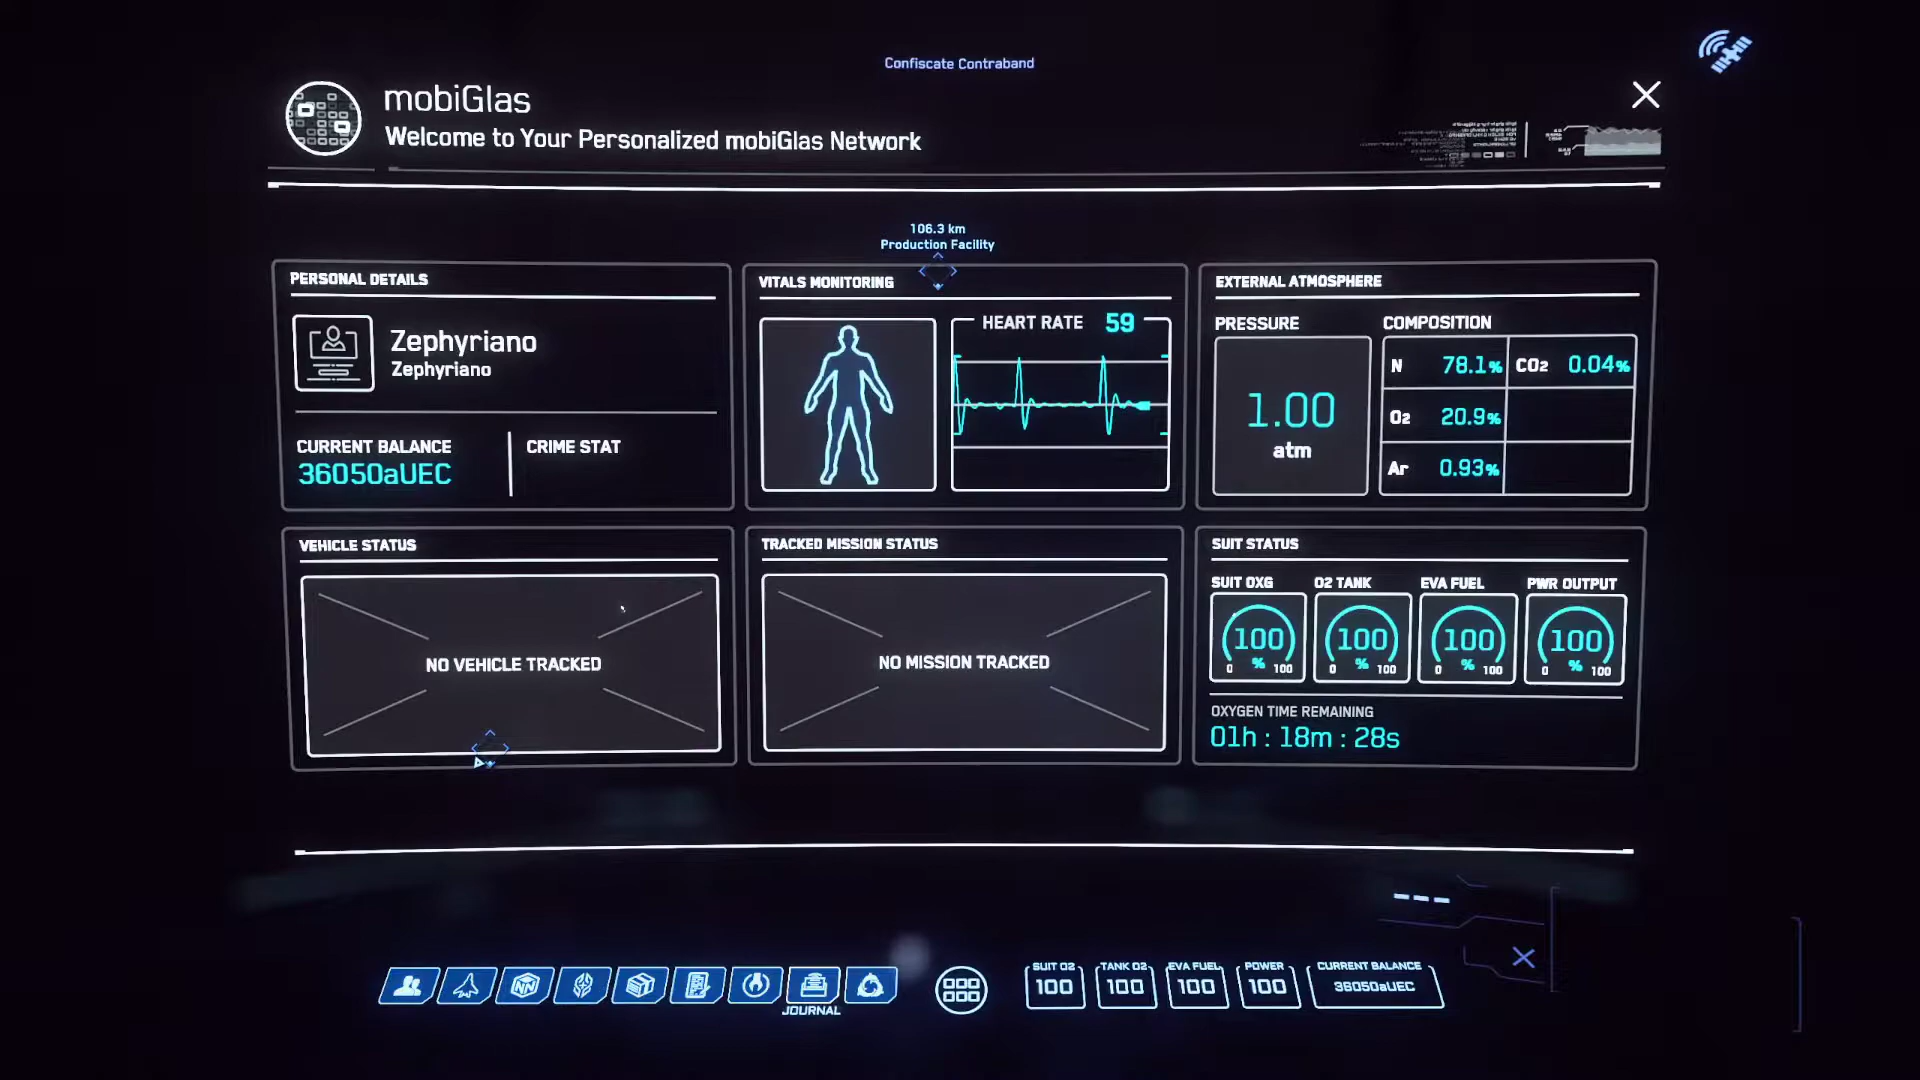 Confiscate Contraband
mobiGlas
Welcome to Your Personalized mobiGlas Network
106.3 km
Production Facility
PERSONAL DETAILS
Zephyriano
Zephyriano
CURRENT BALANCE
36050aUEC
CRIME STAT
VITALS MONITORING
HEART RATE 59
EXTERNAL ATMOSPHERE
PRESSURE
1.00
atm
COMPOSITION
N 78.1% CO2 0.04%
O2 20.9%
Ar 0.93%
VEHICLE STATUS
NO VEHICLE TRACKED
TRACKED MISSION STATUS
NO MISSION TRACKED
SUIT STATUS
SUIT OXG O2 TANK EVA FUEL PWR OUTPUT
100 100 100 100
0 % 100 0 % 100 0 % 100 0 % 100
OXYGEN TIME REMAINING
01h : 18m : 28s
JOURNAL
SUIT O2 TANK O2 EVA FUEL POWER CURRENT BALANCE
100 100 100 100 36050aUEC